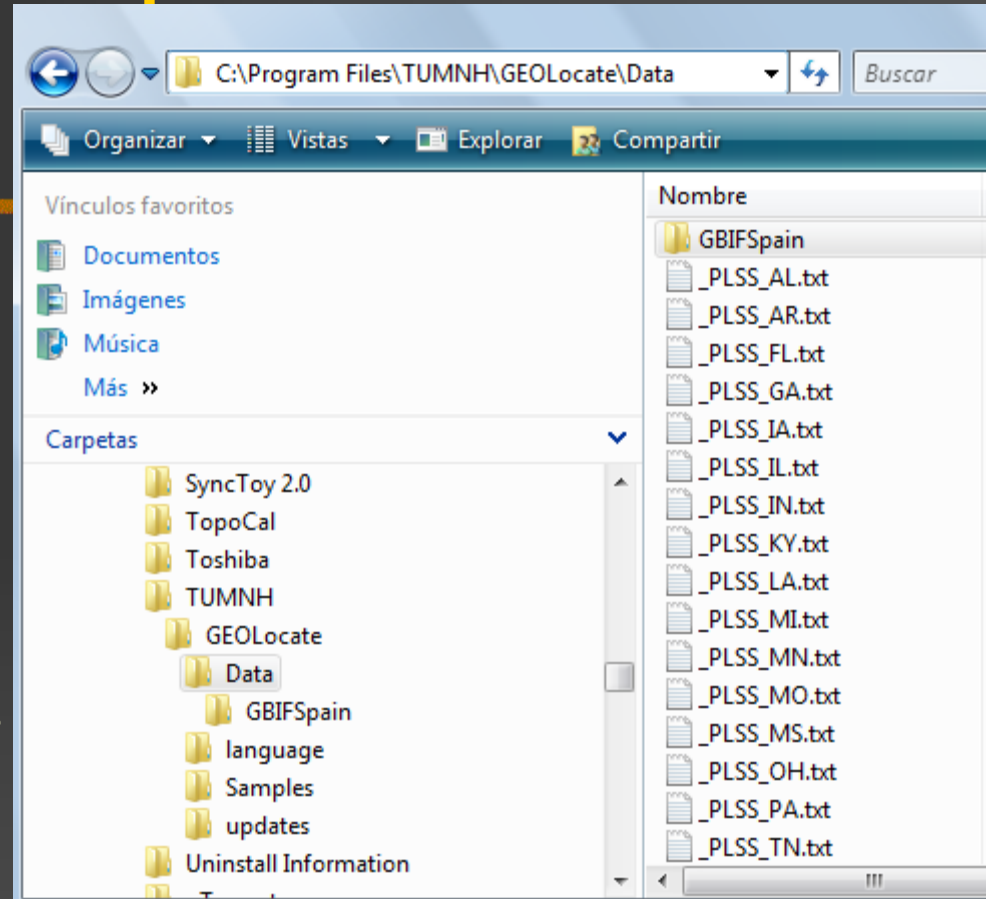 C:\Program Files\TUMNH\GEOLocate\Data
Buscar
Organizar
Vistas
Explorar
Compartir
Vínculos favoritos
Documentos
Imágenes
Música
Más »
Carpetas
SyncToy 2.0
TopoCal
Toshiba
TUMNH
GEOLocate
Data
GBIFSpain
language
Samples
updates
Uninstall Information
Nombre
GBIFSpain
_PLSS_AL.txt
_PLSS_AR.txt
_PLSS_FL.txt
_PLSS_GA.txt
_PLSS_IA.txt
_PLSS_IL.txt
_PLSS_IN.txt
_PLSS_KY.txt
_PLSS_LA.txt
_PLSS_MI.txt
_PLSS_MN.txt
_PLSS_MO.txt
_PLSS_MS.txt
_PLSS_OH.txt
_PLSS_PA.txt
_PLSS_TN.txt